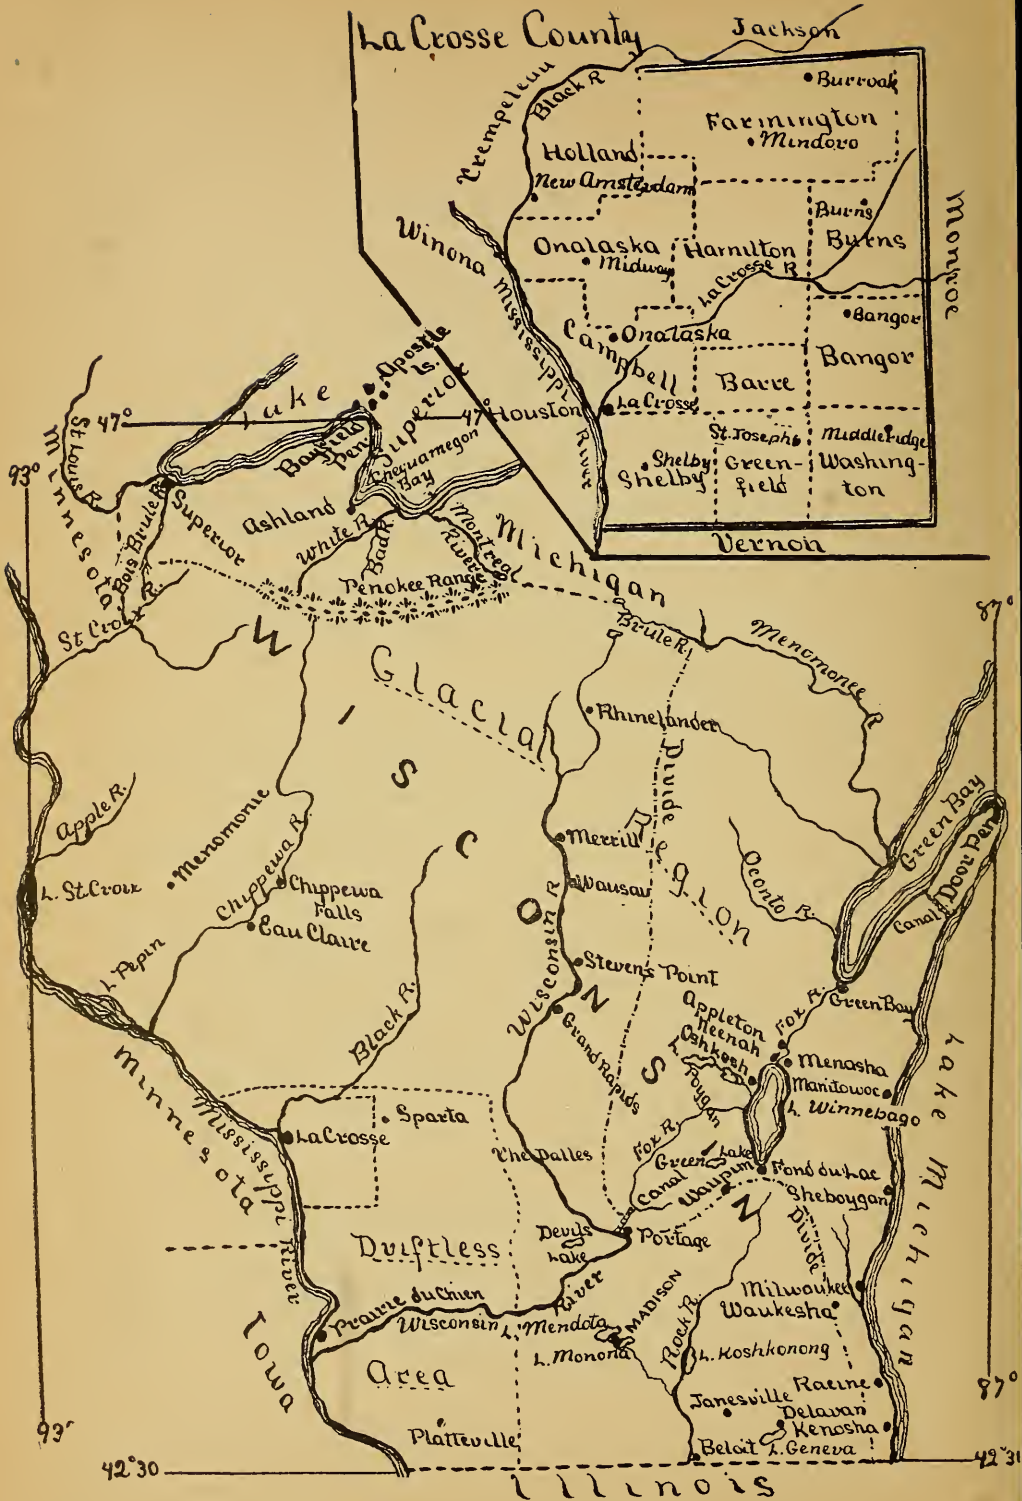 La Crosse County
Jackson
Trempeleau
Black R
Burroak
Farmington
Mindoro
Holland
New Amsterdam
Burns
Burns
Monroe
Winona
Onalaska
Midway
Hamilton
LaCrosse R
Mississippi
River
Bangor
Campbell
Onalaska
Bangor
Barre
Houston
LaCrosse
St. Josephs
Middleridge
Shelby
Shelby
Green-
field
Washing-
ton
Vernon
Apostle
Is.
Lake
Superior
47°
47°
St Louis R.
Bayfield
Pen.
Chequamegon
Bay
93°
Minnesota
Superior
Ashland
White R.
Bad R.
Montreal
River
Michigan
Bois Brule R
Penokee Range
St Croix R.
87°
Brule R.
Menomonee R
WISCONSIN
Glacial
Region
Rhinelander
Divide
Apple R.
Menomonie
Merrill
Green Bay
Door Pen
Canal
L. St Croix
Chippewa R.
Chippewa
Falls
Eau Claire
Wausau
Oconto R.
L. Pepin
Wisconsin R
Stevens Point
Green Bay
Fox R.
Black R.
Grand Rapids
Appleton
Neenah
Oshkosh
L. Poygan
Menasha
Manitowoc
L. Winnebago
Lake Michigan
Minnesota
Mississippi River
LaCrosse
Sparta
The Dalles
Fox R.
Green Lake
Canal
Waupun
Fond du Lac
Sheboygan
Driftless
Area
Devils
Lake
Portage
Divide
Prairie du Chien
Wisconsin
River
L. Mendota
MADISON
L. Monona
Rock R.
Milwaukee
Waukesha
L. Koshkonong
Iowa
Racine
87°
Janesville
Delavan
Kenosha
Platteville
Beloit
L. Geneva
93°
42°30
42°30
Illinois